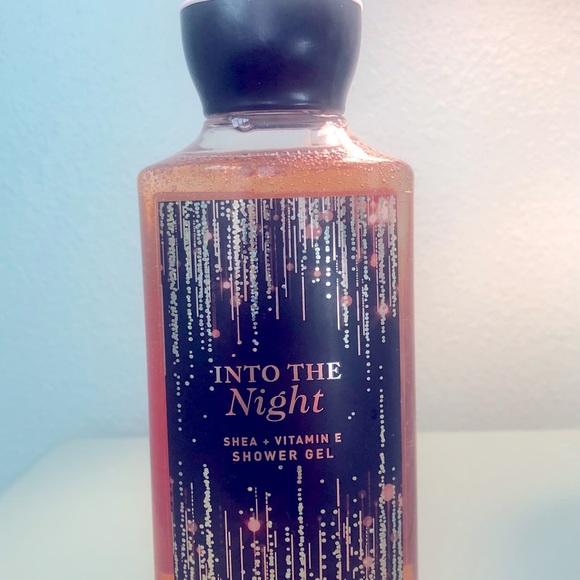 INTO THE
Night
SHEA + VITAMIN E
SHOWER GEL